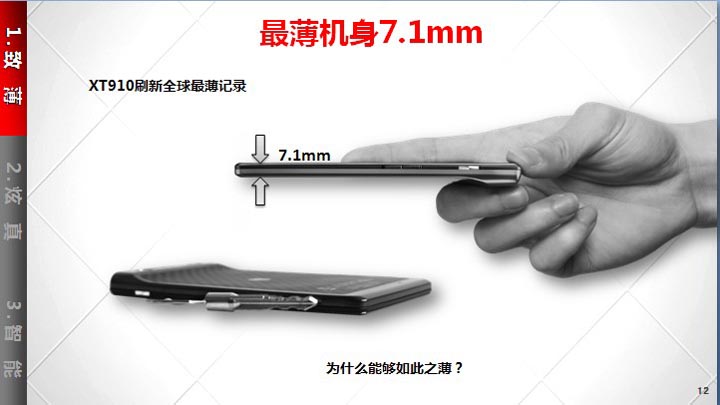 最薄机身7.1mm
1.致 薄
XT910刷新全球最薄记录
7.1mm
2.炫 真
3.智 能
为什么能够如此之薄？
12